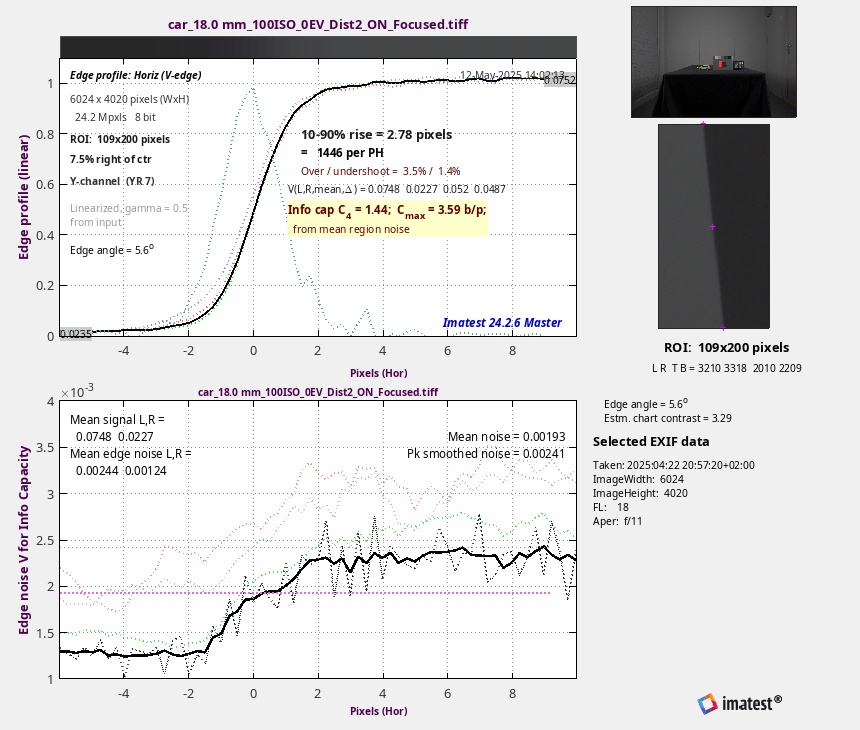 car_18.0 mm_100ISO_0EV_Dist2_ON_Focused.tiff
Edge profile: Horiz (V-edge)
12-May-2025 14:02:13
0.0752
6024 x 4020 pixels (WxH)
24.2 Mpxls   8 bit
ROI:  109x200 pixels
7.5% right of ctr
Y-channel  (Y.R 7)
Linearized, gamma = 0.5
from input
Edge angle = 5.6°
10-90% rise = 2.78 pixels
=   1446 per PH
Over / undershoot =  3.5% /  1.4%
V(L,R,mean,Δ) = 0.0748  0.0227  0.052  0.0487
Info cap C4 = 1.44;  Cmax = 3.59 b/p;
from mean region noise
Imatest 24.2.6  Master
0.0235
Edge profile (linear)
1
0.8
0.6
0.4
0.2
0
-4 -2 0 2 4 6 8
Pixels (Hor)
ROI:  109x200 pixels
L R  T B = 3210 3318  2010 2209
Edge angle = 5.6°
Estm. chart contrast = 3.29
Selected EXIF data
Taken: 2025:04:22 20:57:20+02:00
ImageWidth:  6024
ImageHeight:  4020
FL:    18
Aper:  f/11
×10-3
car_18.0 mm_100ISO_0EV_Dist2_ON_Focused.tiff
Mean signal L,R =
0.0748  0.0227
Mean edge noise L,R =
0.00244  0.00124
Mean noise = 0.00193
Pk smoothed noise = 0.00241
Edge noise V for Info Capacity
4
3.5
3
2.5
2
1.5
1
-4 -2 0 2 4 6 8
Pixels (Hor)
imatest®